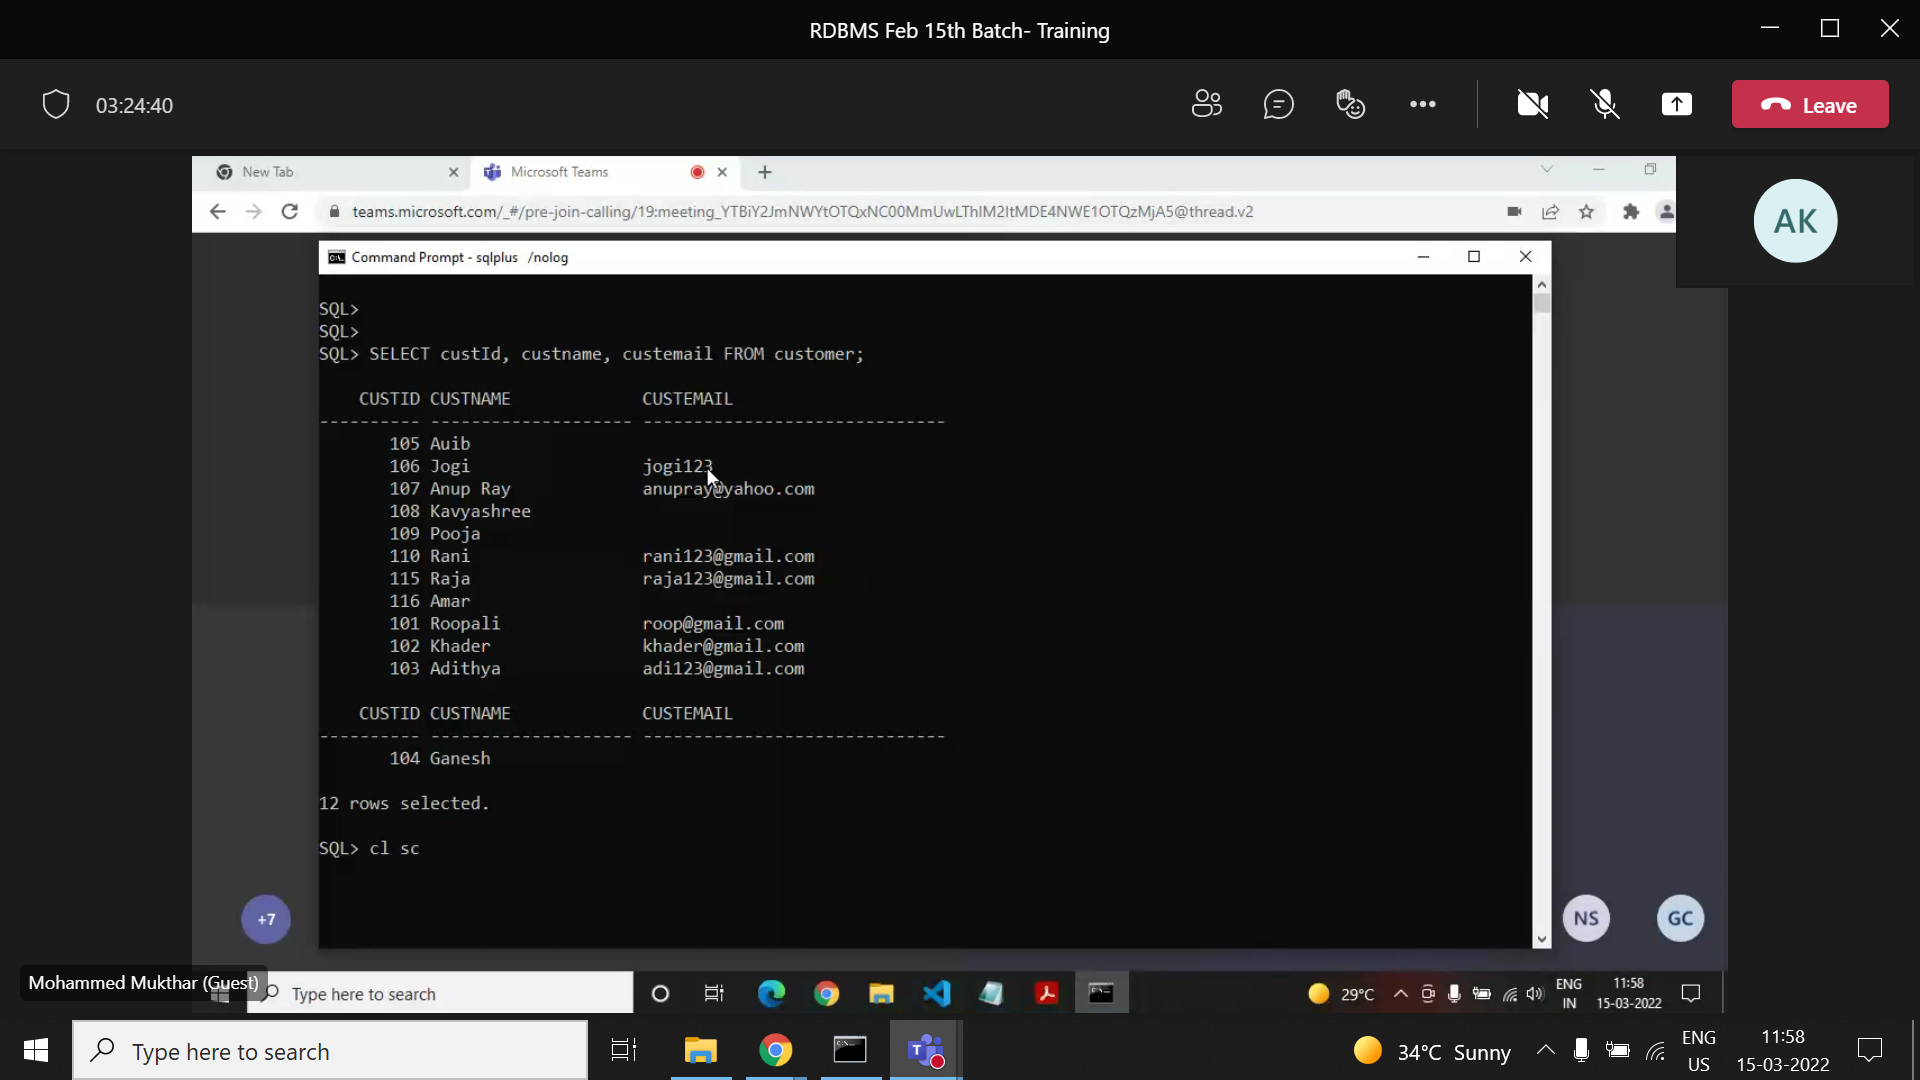 RDBMS Feb 15th Batch- Training
03:24:40
Leave
New Tab
Microsoft Teams
teams.microsoft.com/_#/pre-join-calling/19:meeting_YTBiY2JmNWYtOTQxNC00MmUwLThlM2ItMDE4NWE1OTQzMjA5@thread.v2
AK
Command Prompt - sqlplus /nolog
SQL>
SQL>
SQL> SELECT custId, custname, custemail FROM customer;
CUSTID CUSTNAME CUSTEMAIL
---------- -------------------- ------------------------------
105 Auib
106 Jogi jogi123
107 Anup Ray anupray@yahoo.com
108 Kavyashree
109 Pooja
110 Rani rani123@gmail.com
115 Raja raja123@gmail.com
116 Amar
101 Roopali roop@gmail.com
102 Khader khader@gmail.com
103 Adithya adi123@gmail.com
CUSTID CUSTNAME CUSTEMAIL
---------- -------------------- ------------------------------
104 Ganesh
12 rows selected.
SQL> cl sc
+7
NS
GC
Mohammed Mukthar (Guest)
Type here to search
29°C
ENG
IN
11:58
15-03-2022
Type here to search
34°C Sunny
ENG
US
11:58
15-03-2022